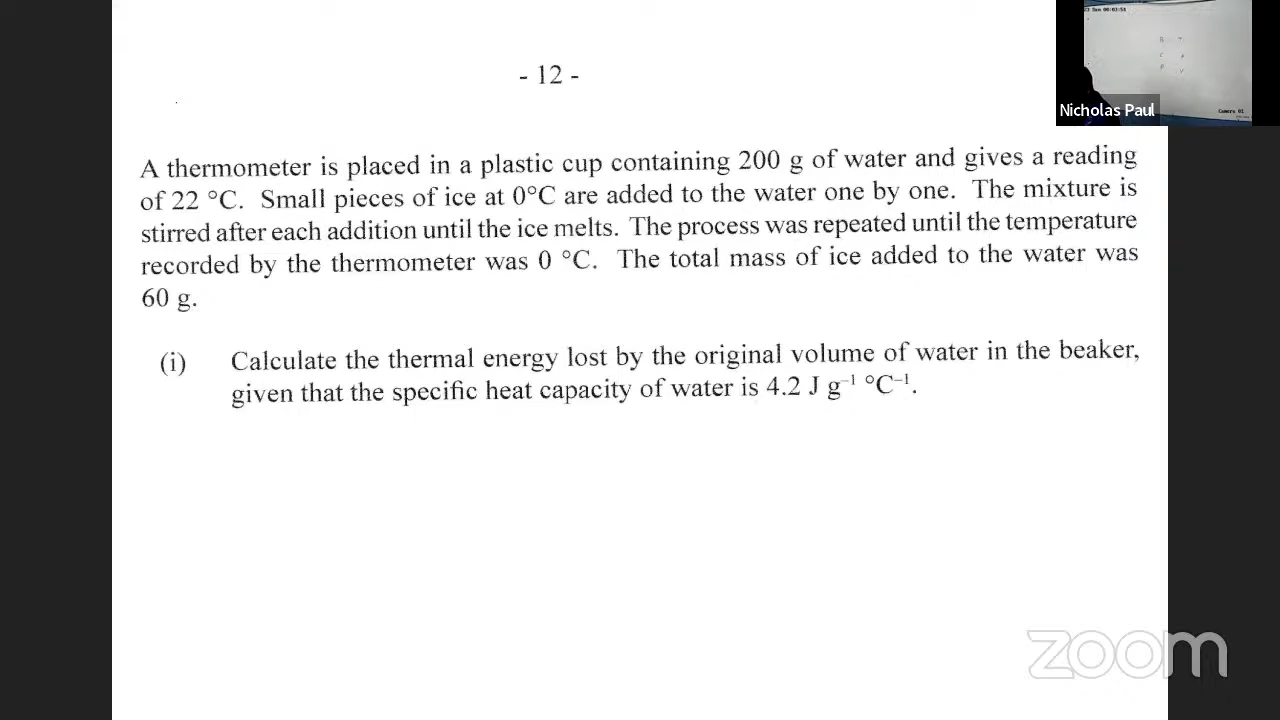 - 12 -
A thermometer is placed in a plastic cup containing 200 g of water and gives a reading
of 22 °C. Small pieces of ice at 0°C are added to the water one by one. The mixture is
stirred after each addition until the ice melts. The process was repeated until the temperature
recorded by the thermometer was 0 °C. The total mass of ice added to the water was
60 g.
(i) Calculate the thermal energy lost by the original volume of water in the beaker,
given that the specific heat capacity of water is 4.2 J g⁻¹ °C⁻¹.
Nicholas Paul
Camera 01
zoom